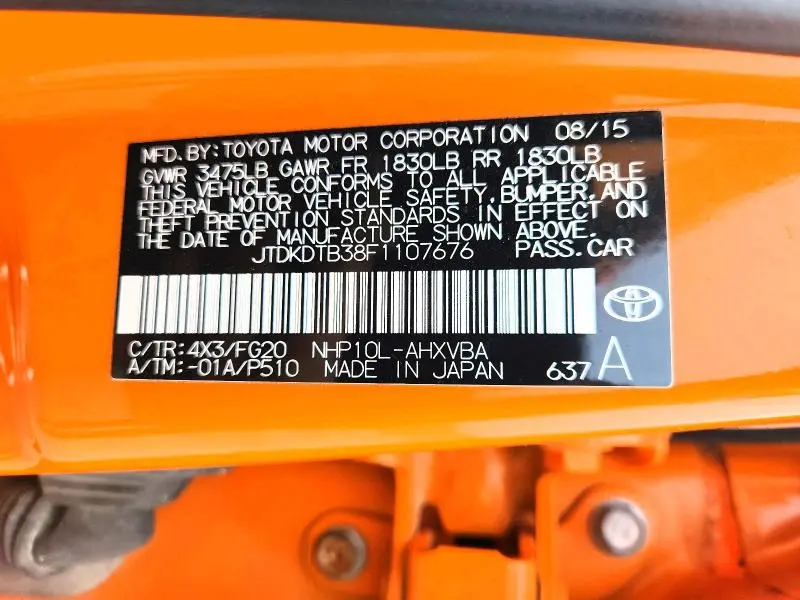 MFD.BY:TOYOTA MOTOR CORPORATION 08/15
GVWR 3475LB GAWR FR 1830LB RR 1830LB
THIS VEHICLE CONFORMS TO ALL APPLICABLE
FEDERAL MOTOR VEHICLE SAFETY,BUMPER,AND
THEFT PREVENTION STANDARDS IN EFFECT ON
THE DATE OF MANUFACTURE SHOWN ABOVE.
JTDKDTB38F1107676 PASS.CAR
C/TR:4X3/FG20 NHP10L-AHXVBA
A/TM:-01A/P510 MADE IN JAPAN 637A